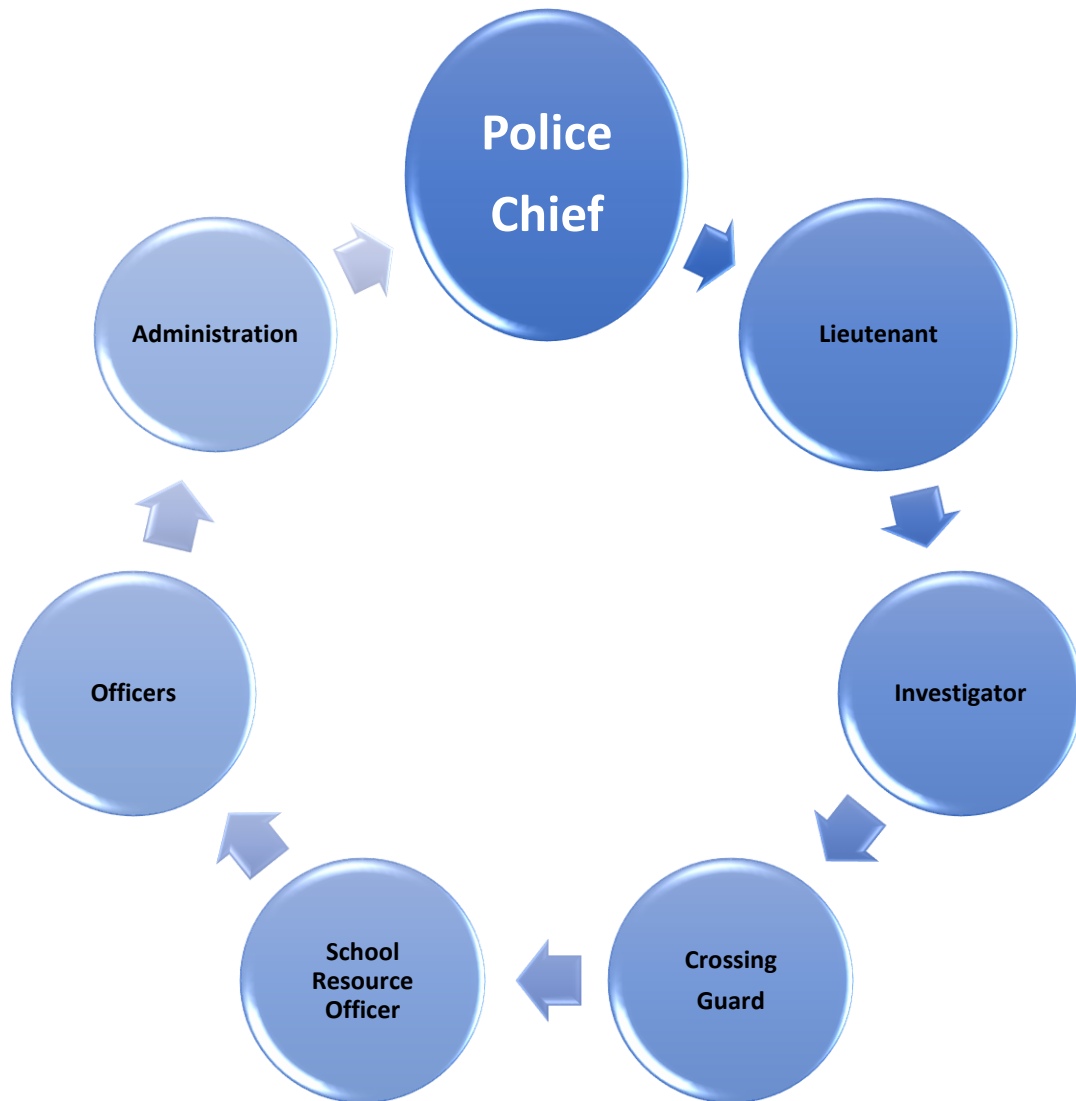 Police
Chief
Lieutenant
Investigator
Crossing
Guard
School
Resource
Officer
Officers
Administration